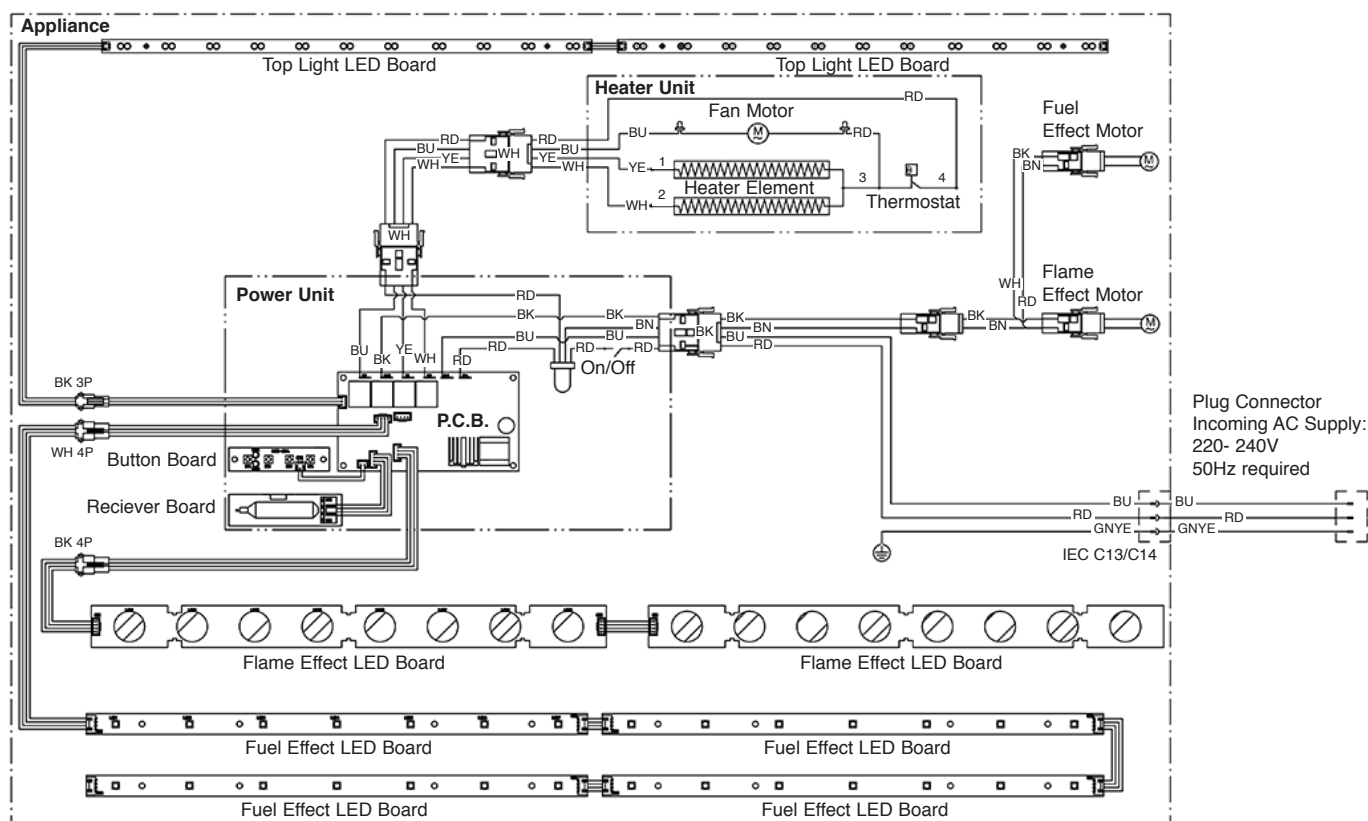 Appliance
Top Light LED Board
Top Light LED Board
Heater Unit
RD
Fan Motor
BU
RD
RD
BU
YE
WH
WH
RD
BU
YE
WH
YE
1
Heater Element
WH
2
3
4
Thermostat
Fuel
Effect Motor
BK
BN
M
M
WH
Power Unit
RD
BK
BN
BU
BU
BK
YE
WH
RD
RD
RD
RD
On/Off
BK
BK
BN
BU
RD
BK
BN
WH
RD
Flame
Effect Motor
M
BK 3P
WH 4P
P.C.B.
Button Board
Reciever Board
BK 4P
Plug Connector
Incoming AC Supply:
220- 240V
50Hz required
BU
BU
RD
RD
GNYE
GNYE
IEC C13/C14
Flame Effect LED Board
Flame Effect LED Board
Fuel Effect LED Board
Fuel Effect LED Board
Fuel Effect LED Board
Fuel Effect LED Board